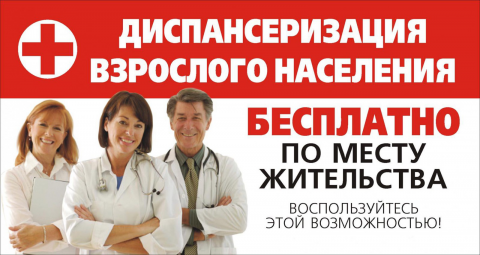 ДИСПАНСЕРИЗАЦИЯ
ВЗРОСЛОГО НАСЕЛЕНИЯ
БЕСПЛАТНО
ПО МЕСТУ
ЖИТЕЛЬСТВА
ВОСПОЛЬЗУЙТЕСЬ
ЭТОЙ ВОЗМОЖНОСТЬЮ!